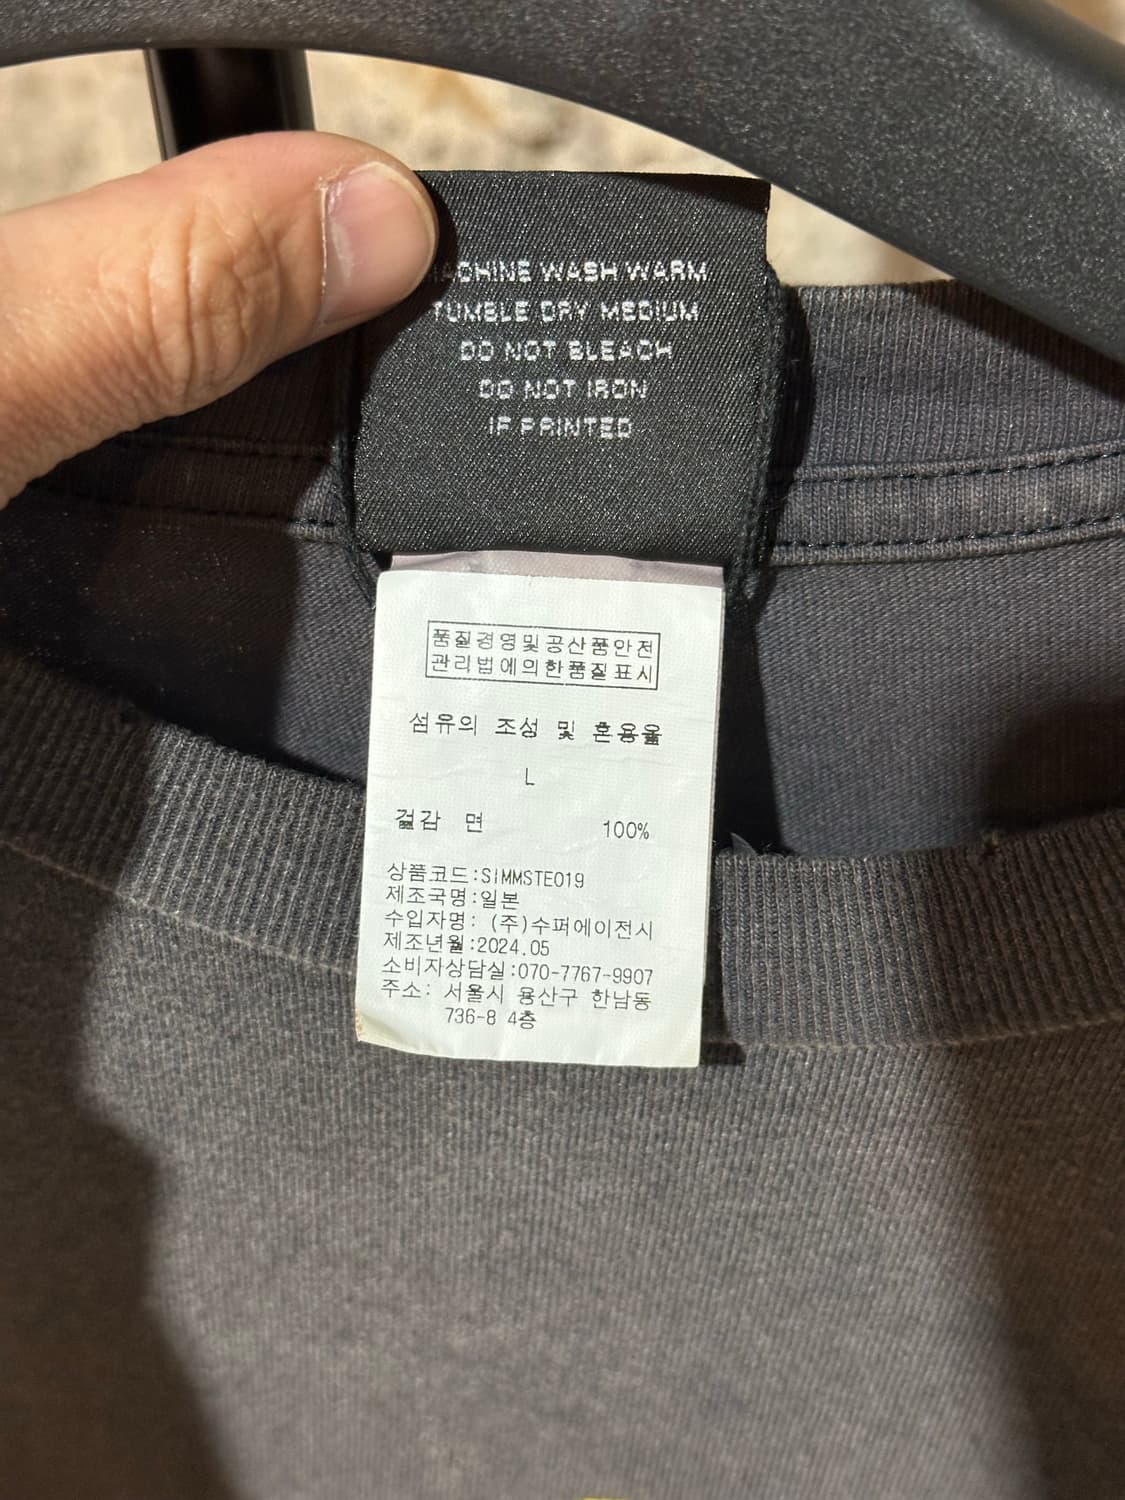 MACHINE WASH WARM
TUMBLE DRY MEDIUM
DO NOT BLEACH
DO NOT IRON
IF PRINTED
품질경영및공산품안전
관리법에의한품질표시
섬유의 조성 및 혼용율
L
겉감 면 100%
상품코드:SIMMSTE019
제조국명:일본
수입자명: (주)수퍼에이전시
제조년월:2024.05
소비자상담실:070-7767-9907
주소: 서울시 용산구 한남동
736-8 4층